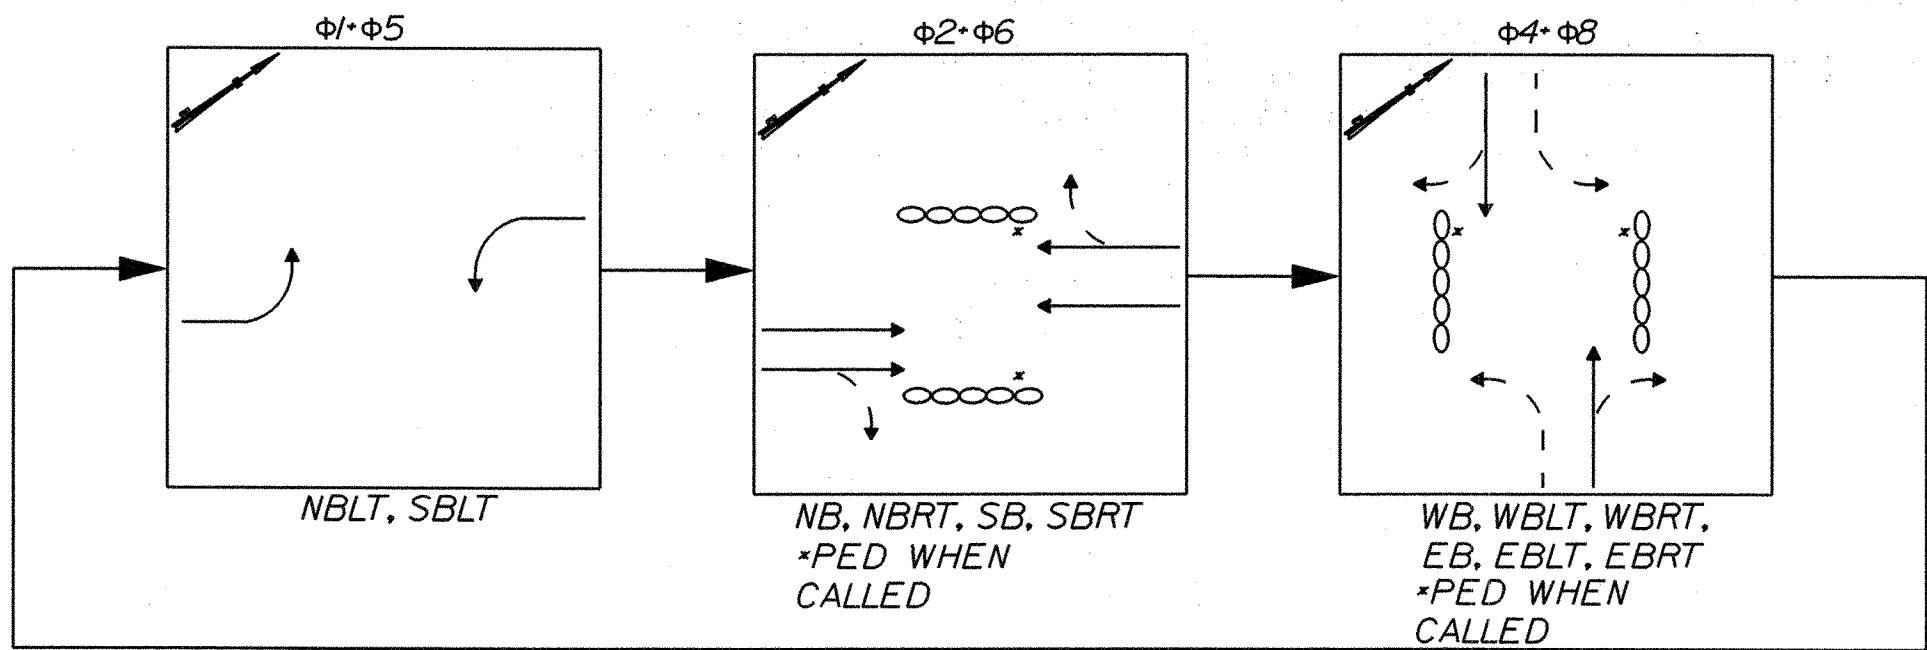 Φ1+Φ5
NBLT, SBLT
Φ2+Φ6
NB, NBRT, SB, SBRT
*PED WHEN
CALLED
Φ4+Φ8
WB, WBLT, WBRT,
EB, EBLT, EBRT
*PED WHEN
CALLED